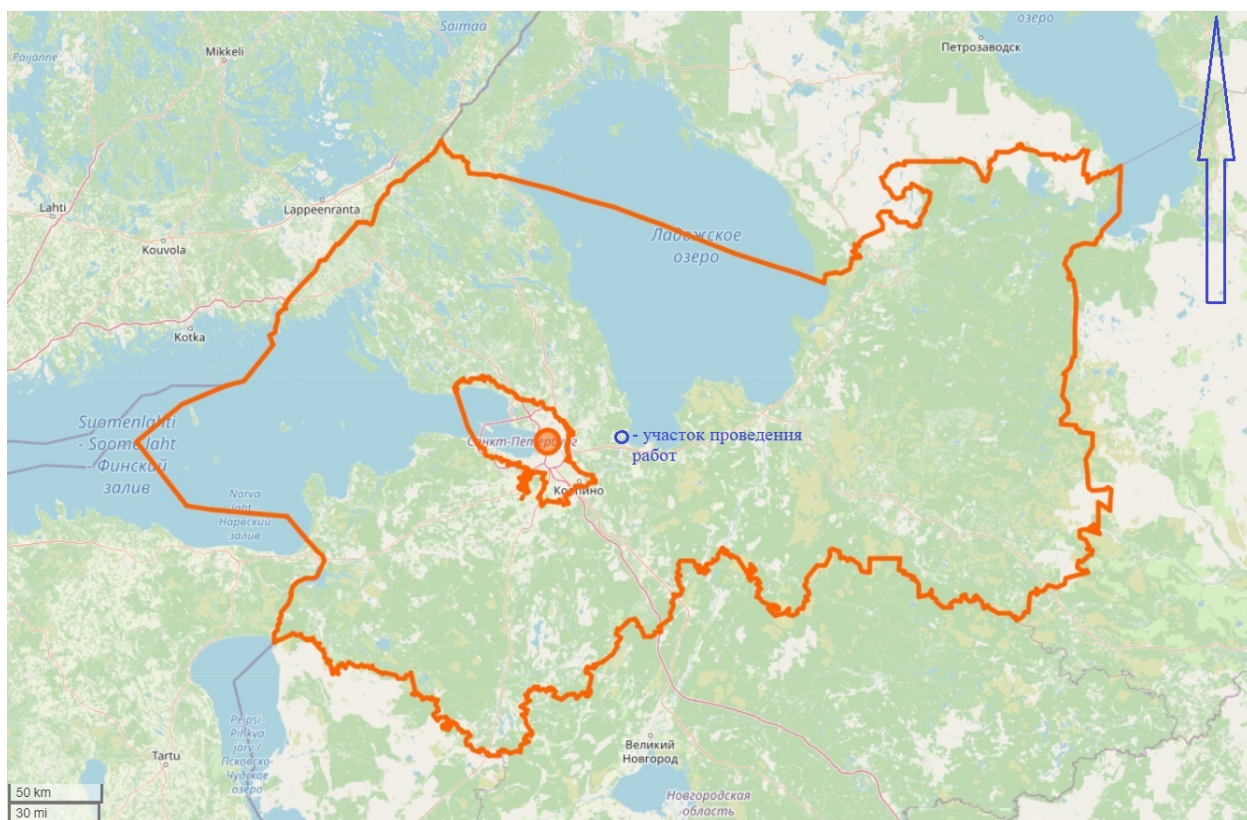 Saimaa
озеро
Mikkeli
Петрозаводск
Päijänne
Lahti
Lappeenranta
Kouvola
Ладожское
озеро
Kotka
Suomenlahti
- Soome laht
- Финский
залив
Санкт-Петербург
- участок проведения
работ
Колпино
Narva
laht -
Нарвский
залив
Peipsi-
Pihkva
järv /
Псковско-
Чудское
озеро
Tartu
Великий
Новгород
Новгородская
область
50 km
30 mi